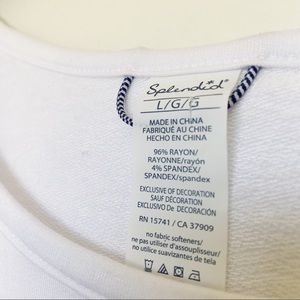 Splendid®
L/G/G
MADE IN CHINA
FABRIQUÉ AU CHINE
HECHO EN CHINA
96% RAYON/
RAYONNE/rayón
4% SPANDEX/
SPANDEX/spandex
EXCLUSIVE OF DECORATION
SAUF DÉCORATION
EXCLUSIVO De DECORACIÓN
RN 15741 / CA 37909
no fabric softeners/
ne pas utiliser d'assouplisseur/
no utilizar suavizantes de tela